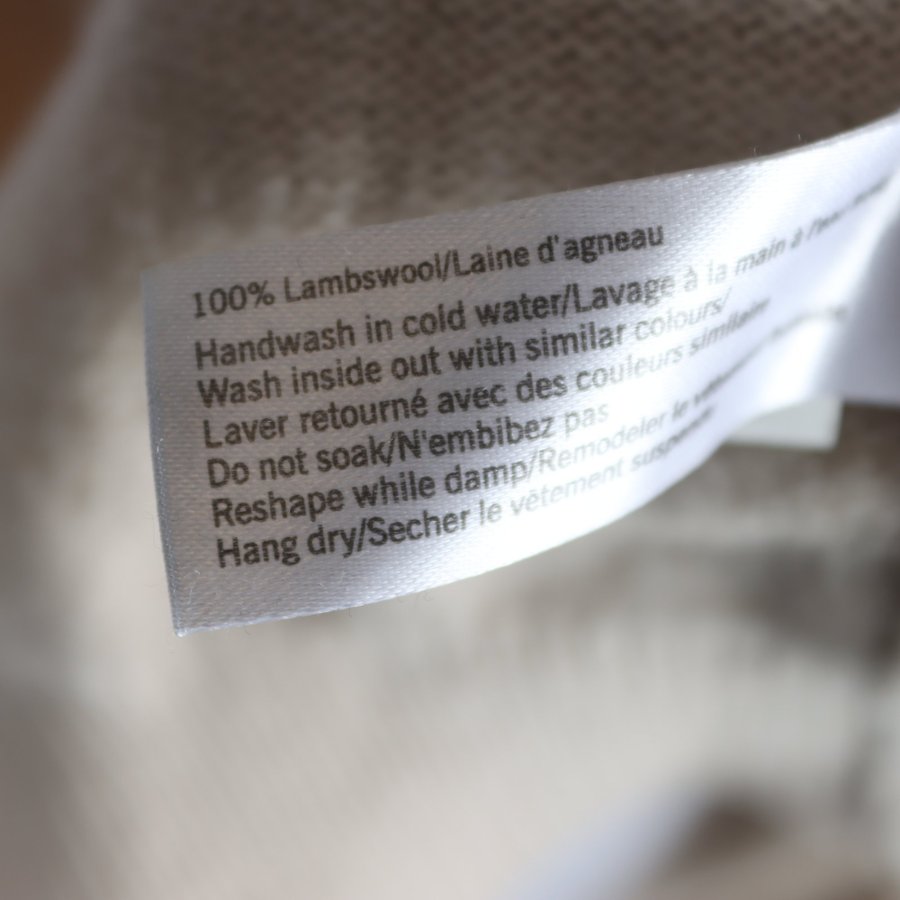 100% Lambswool/Laine d'agneau
Handwash in cold water/Lavage à la main à l'eau
Wash inside out with similar colours/
Laver retourné avec des couleurs similaires
Do not soak/N'embibez pas
Reshape while damp/Remodeler le vêtement
Hang dry/Secher le vêtement suspendu